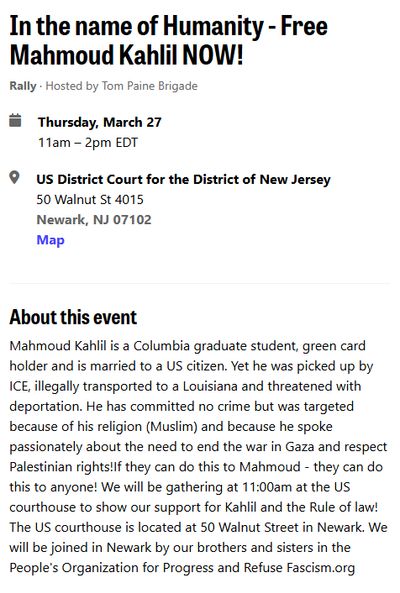 In the name of Humanity - Free
Mahmoud Kahlil NOW!
Rally · Hosted by Tom Paine Brigade
Thursday, March 27
11am – 2pm EDT
US District Court for the District of New Jersey
50 Walnut St 4015
Newark, NJ 07102
Map
About this event
Mahmoud Kahlil is a Columbia graduate student, green card
holder and is married to a US citizen. Yet he was picked up by
ICE, illegally transported to a Louisiana and threatened with
deportation. He has committed no crime but was targeted
because of his religion (Muslim) and because he spoke
passionately about the need to end the war in Gaza and respect
Palestinian rights!If they can do this to Mahmoud - they can do
this to anyone! We will be gathering at 11:00am at the US
courthouse to show our support for Kahlil and the Rule of law!
The US courthouse is located at 50 Walnut Street in Newark. We
will be joined in Newark by our brothers and sisters in the
People's Organization for Progress and Refuse Fascism.org